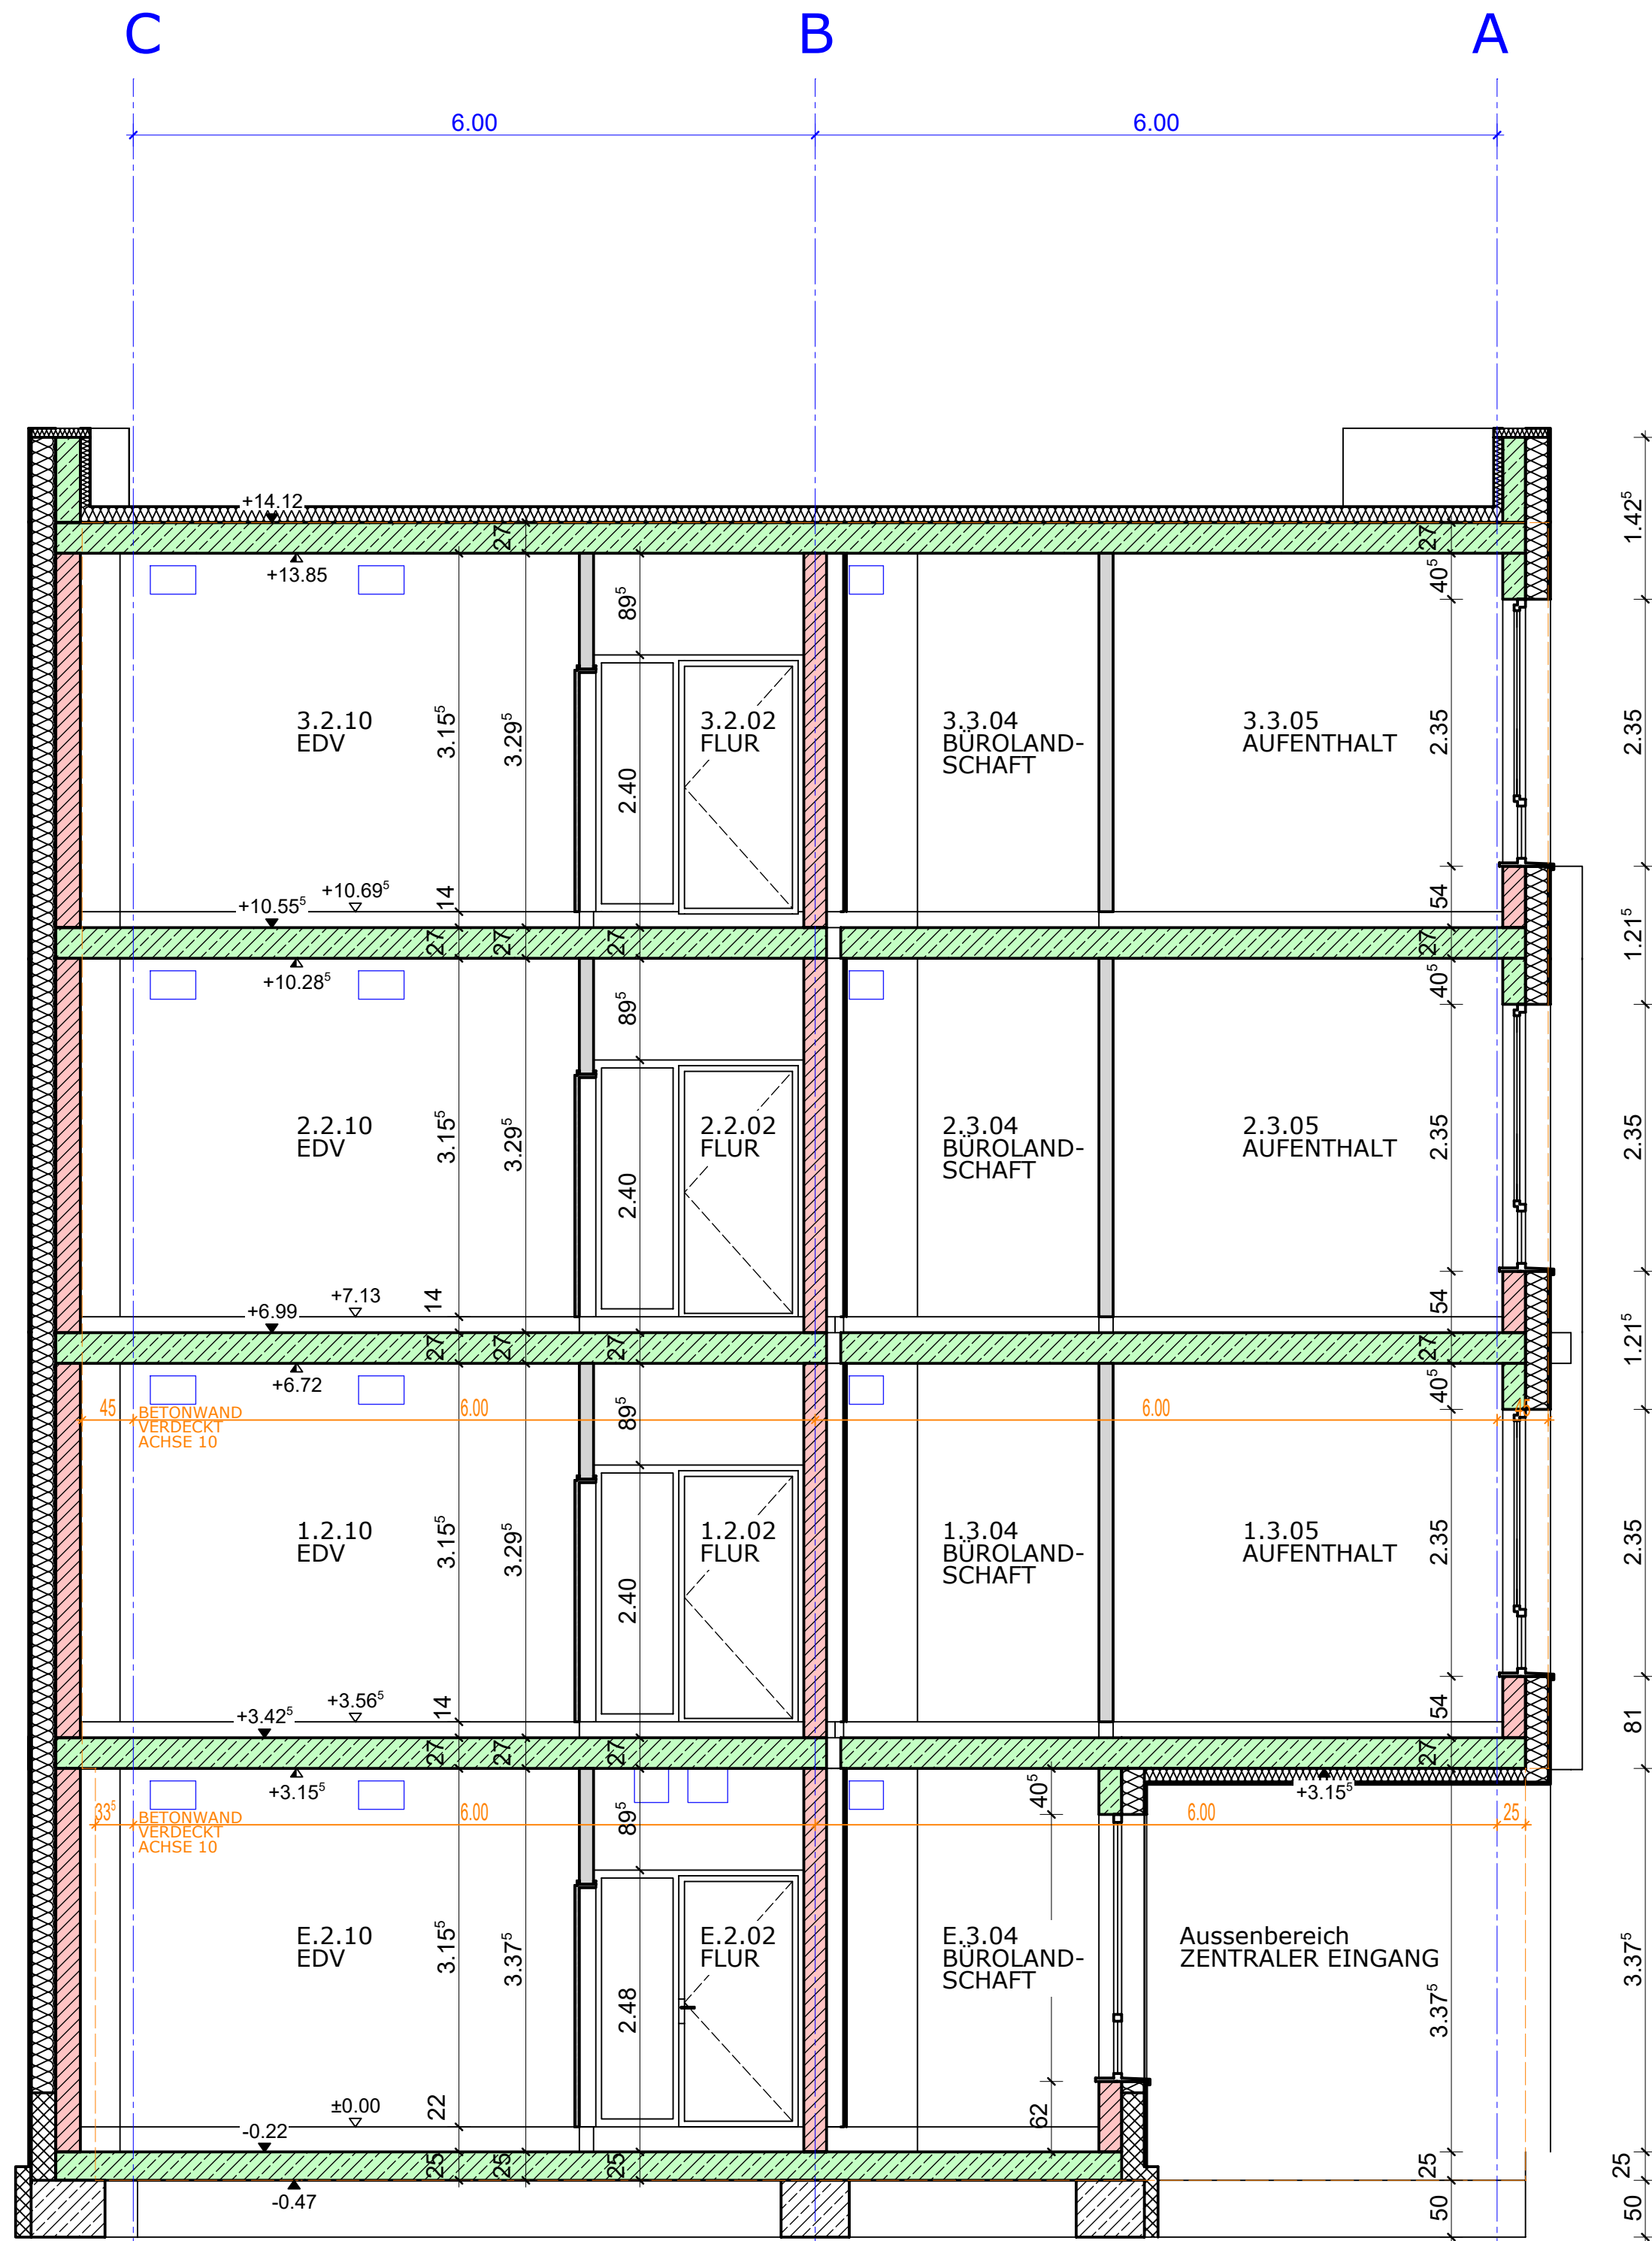 C B A
6.00 6.00
+14.12
27 27
1.42⁵
+13.85
40⁵
89⁵
3.2.10
EDV
3.15⁵
3.29⁵
3.2.02
FLUR
3.3.04
BÜROLAND-
SCHAFT
3.3.05
AUFENTHALT
2.35
2.35
2.40
+10.69⁵
+10.55⁵
14
54
27 27 27 27
1.21⁵
+10.28⁵
40⁵
89⁵
2.2.10
EDV
3.15⁵
3.29⁵
2.2.02
FLUR
2.3.04
BÜROLAND-
SCHAFT
2.3.05
AUFENTHALT
2.35
2.35
2.40
+7.13
+6.99
14
54
27 27 27 27
1.21⁵
+6.72
40⁵
89⁵
45
BETONWAND
VERDECKT
ACHSE 10
6.00 6.00 45
1.2.10
EDV
3.15⁵
3.29⁵
1.2.02
FLUR
1.3.04
BÜROLAND-
SCHAFT
1.3.05
AUFENTHALT
2.35
2.35
2.40
+3.56⁵
+3.42⁵
14
54
81
27 27 27 27
+3.15⁵
+3.15⁵
40⁵
89⁵
33⁵
BETONWAND
VERDECKT
ACHSE 10
6.00 6.00 25
E.2.10
EDV
3.15⁵
3.37⁵
E.2.02
FLUR
E.3.04
BÜROLAND-
SCHAFT
Aussenbereich
ZENTRALER EINGANG
3.37⁵
3.37⁵
2.48
±0.00
22
62
-0.22
25 25 25 25 25
-0.47
50 50